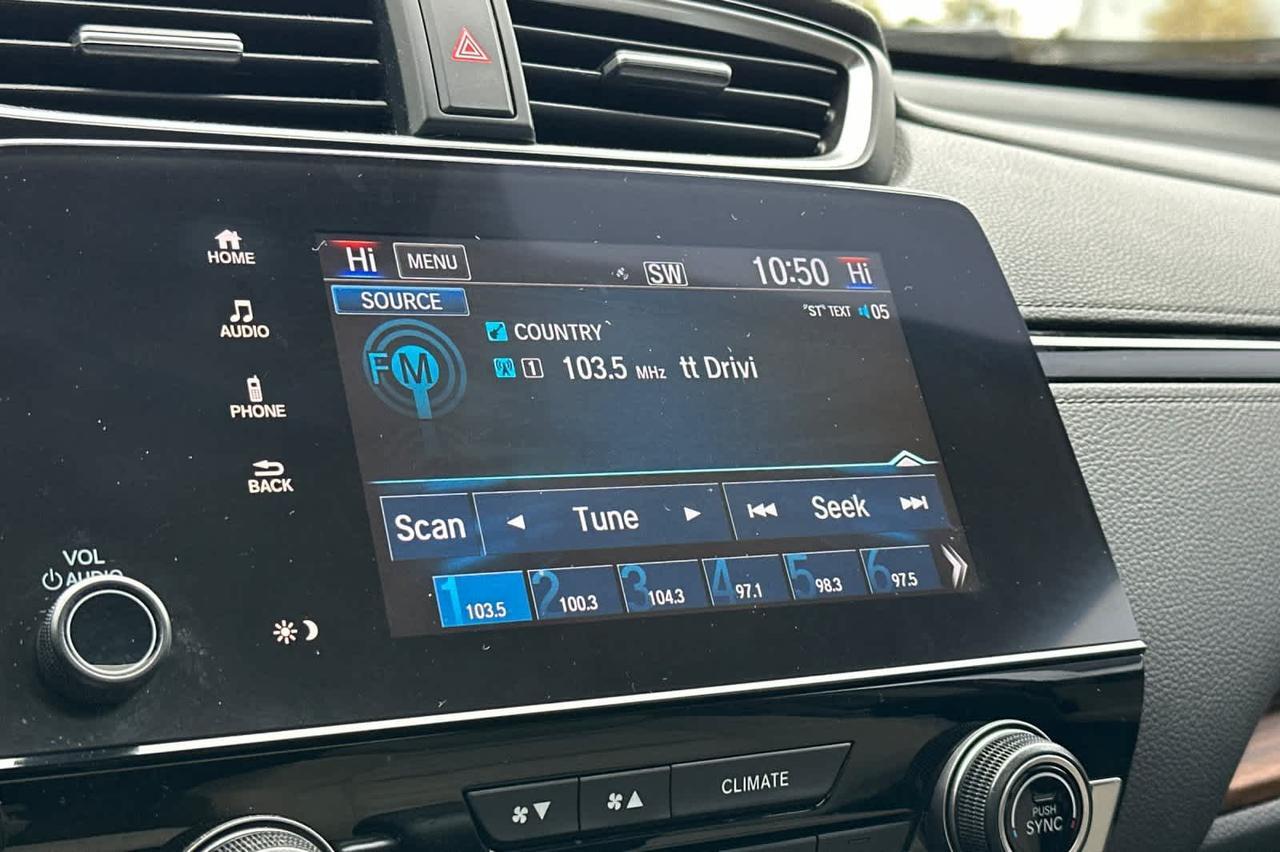 HOME
AUDIO
PHONE
BACK
VOL
AUDIO
Hi MENU SW 10:50 Hi
SOURCE
"ST" TEXT 05
FM
COUNTRY
1 103.5 MHz tt Drivi
Scan Tune Seek
1 103.5 2 100.3 3 104.3 4 97.1 5 98.3 6 97.5
CLIMATE
PUSH
SYNC